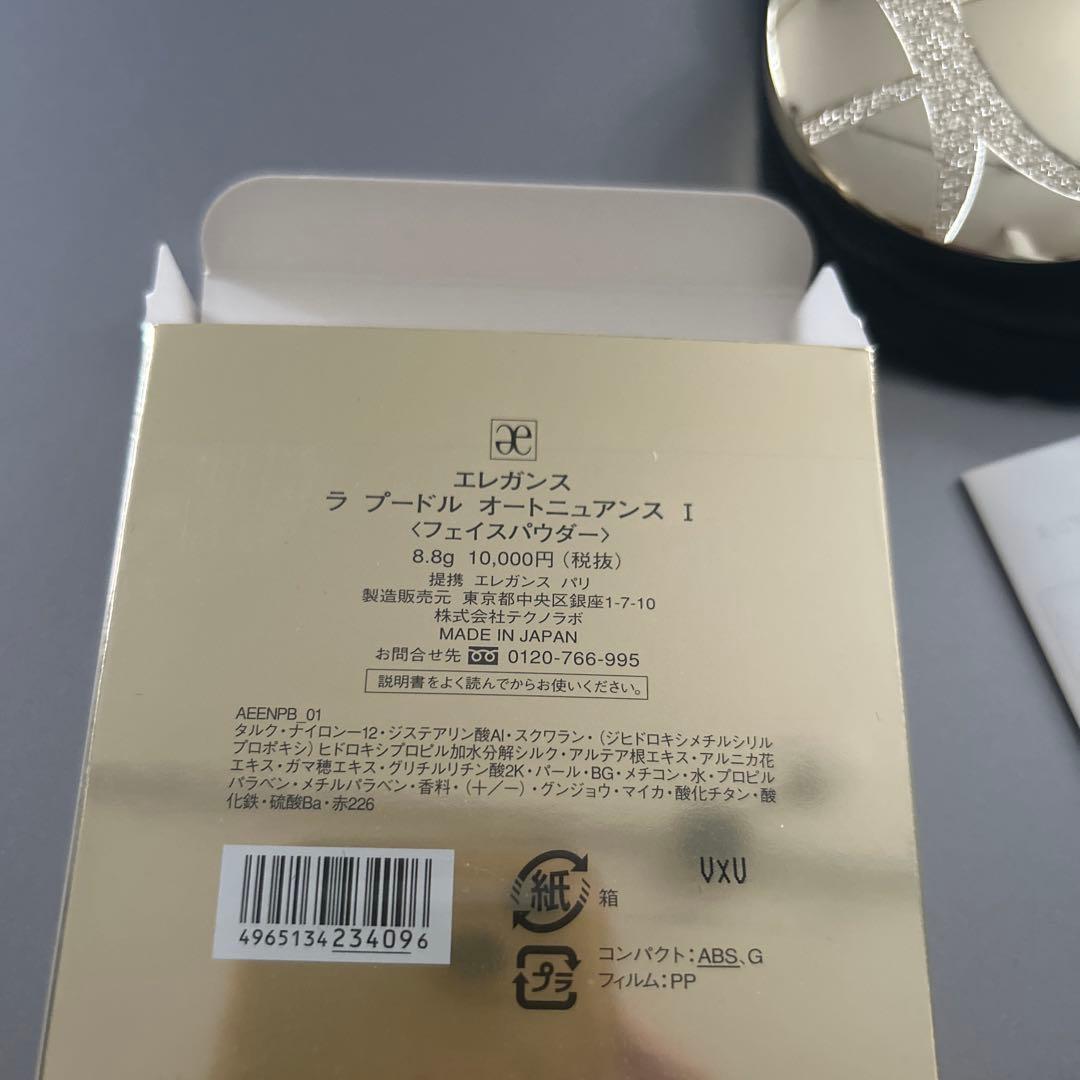 æ
エレガンス
ラ プードル オートニュアンス I
〈フェイスパウダー〉
8.8g 10,000円(税抜)
提携 エレガンス パリ
製造販売元 東京都中央区銀座1-7-10
株式会社テクノラボ
MADE IN JAPAN
お問合せ先 0120-766-995
説明書をよく読んでからお使いください。
AEENPB_01
タルク・ナイロン-12・ジステアリン酸Al・スクワラン・(ジヒドロキシメチルシリル
プロポキシ)ヒドロキシプロピル加水分解シルク・アルテア根エキス・アルニカ花
エキス・ガマ穂エキス・グリチルリチン酸2K・パール・BG・メチコン・水・プロピル
パラベン・メチルパラベン・香料・(+/-)・グンジョウ・マイカ・酸化チタン・酸
化鉄・硫酸Ba・赤226
4965134234096
紙 箱
VXU
プラ コンパクト:ABS、G
フィルム:PP